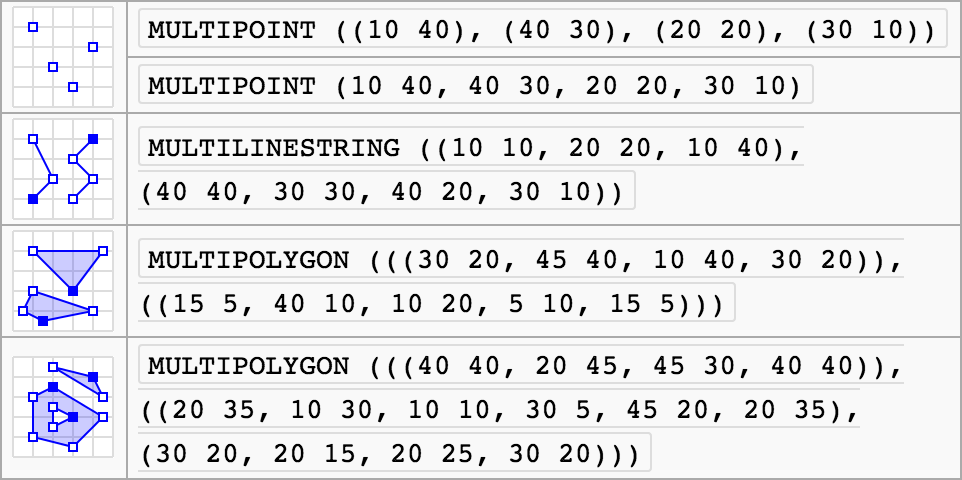 MULTIPOINT ((10 40), (40 30), (20 20), (30 10))
MULTIPOINT (10 40, 40 30, 20 20, 30 10)
MULTILINESTRING ((10 10, 20 20, 10 40),
(40 40, 30 30, 40 20, 30 10))
MULTIPOLYGON (((30 20, 45 40, 10 40, 30 20)),
((15 5, 40 10, 10 20, 5 10, 15 5)))
MULTIPOLYGON (((40 40, 20 45, 45 30, 40 40)),
((20 35, 10 30, 10 10, 30 5, 45 20, 20 35),
(30 20, 20 15, 20 25, 30 20)))